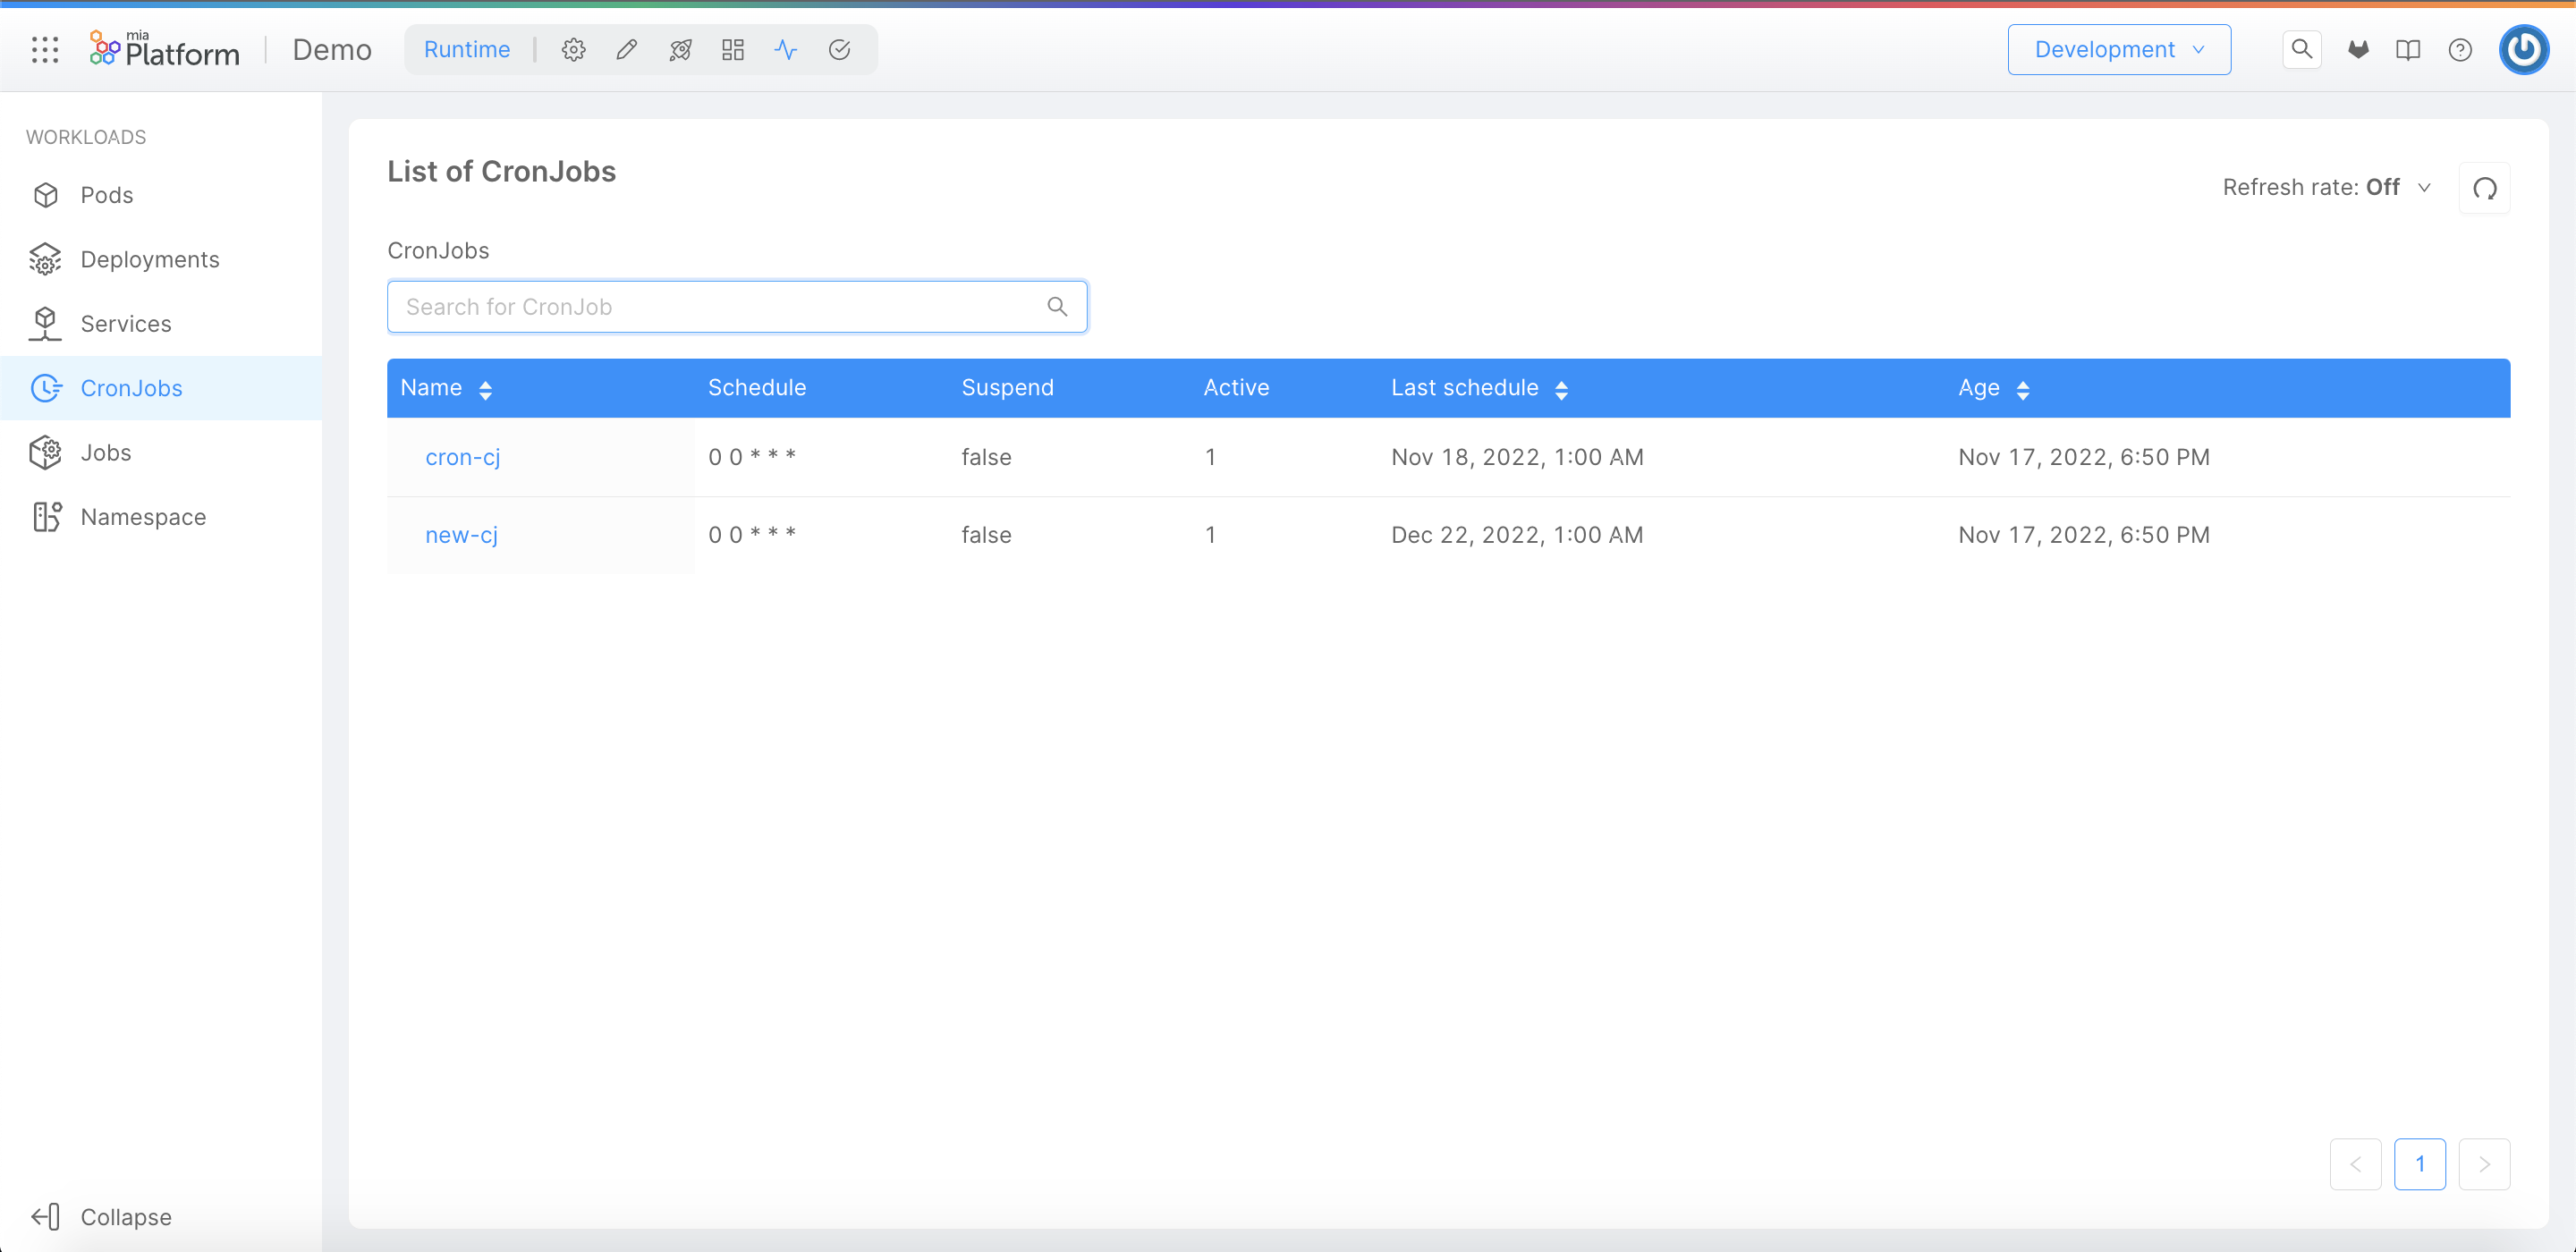 mia
Platform
Demo
Runtime
Development
WORKLOADS
Pods
Deployments
Services
CronJobs
Jobs
Namespace
Collapse
List of CronJobs
Refresh rate: Off
CronJobs
Search for CronJob
Name Schedule Suspend Active Last schedule Age
cron-cj 0 0 * * * false 1 Nov 18, 2022, 1:00 AM Nov 17, 2022, 6:50 PM
new-cj 0 0 * * * false 1 Dec 22, 2022, 1:00 AM Nov 17, 2022, 6:50 PM
1